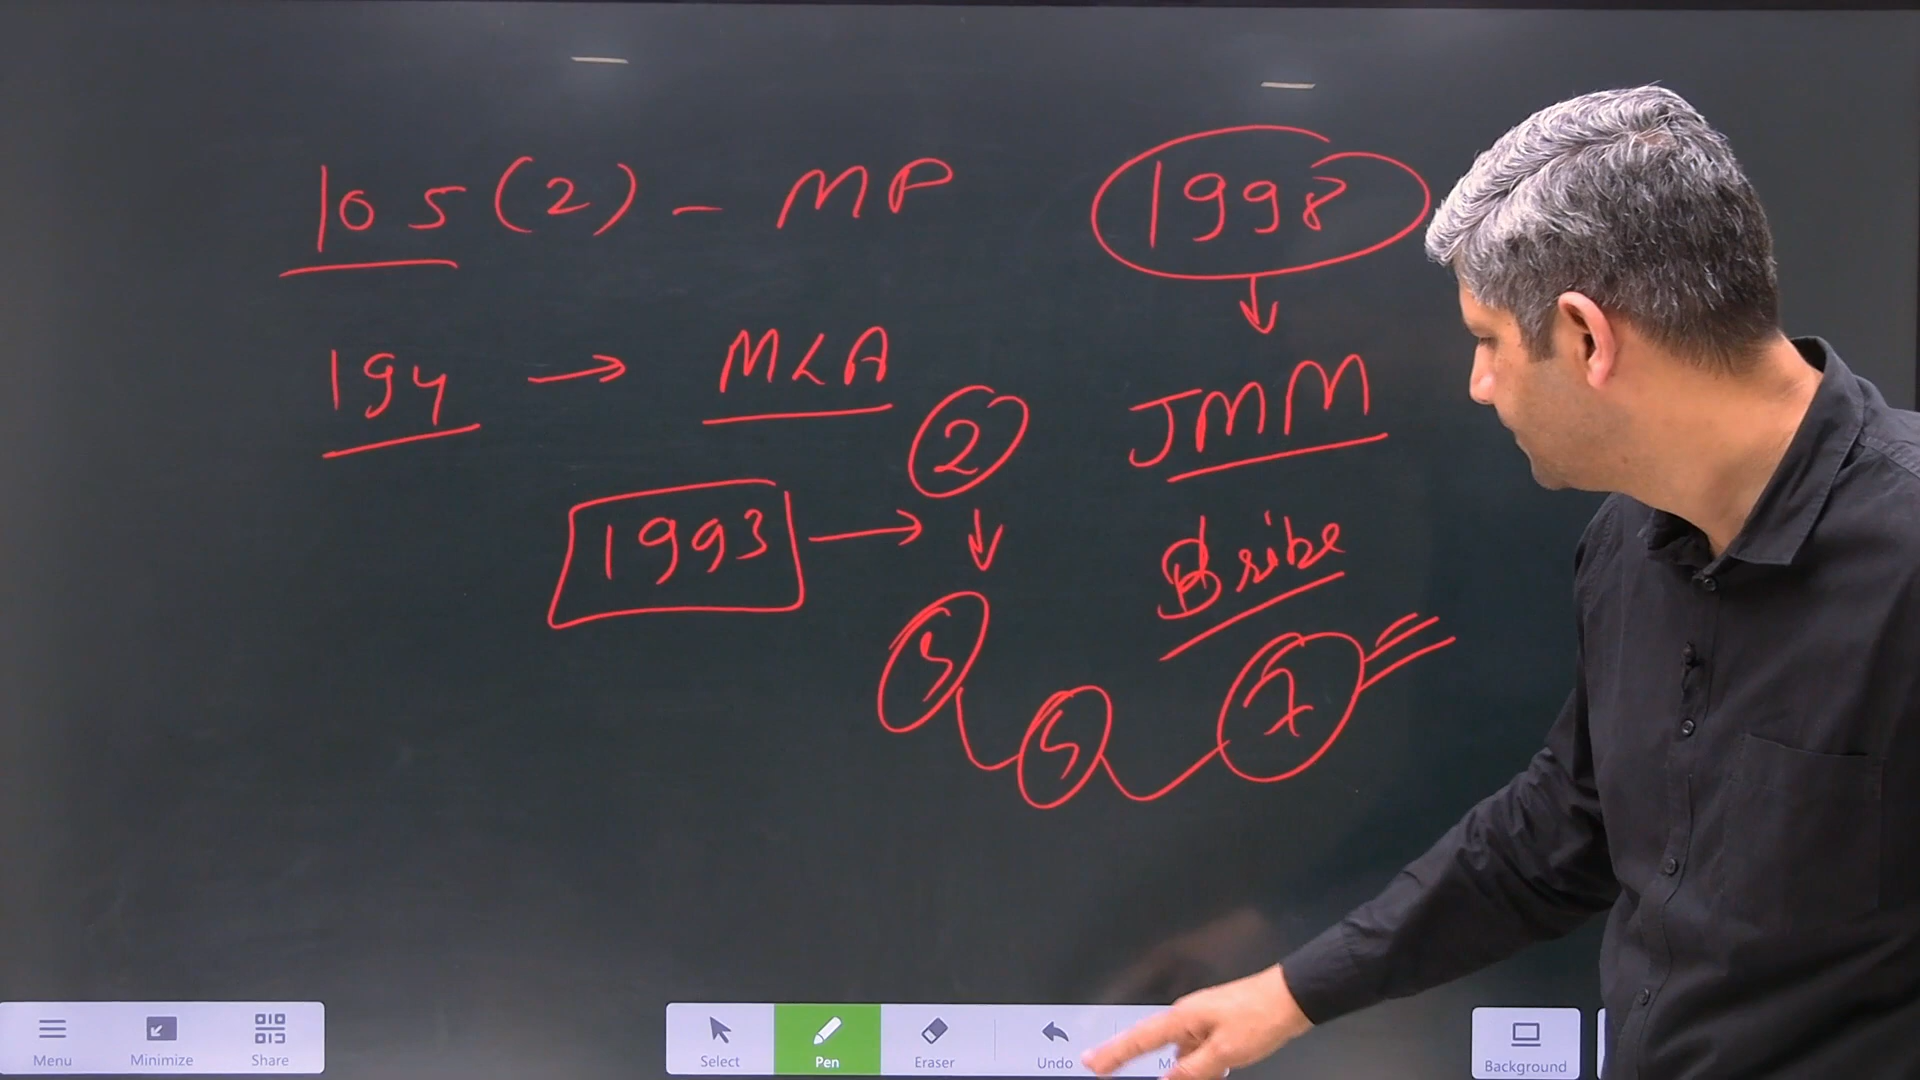 105(2) - MP
1998
194 → MLA
JMM
2
1993 →
Bribe
5
5
7
Menu
Minimize
Share
Select
Pen
Eraser
Undo
Background